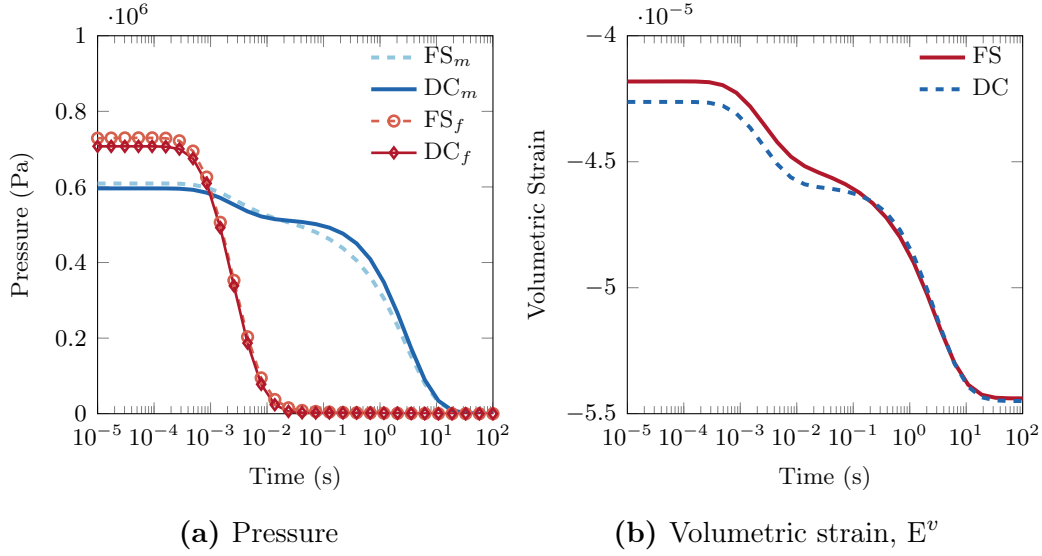 ·10^6
1
0.8
0.6
0.4
0.2
0
10^−5 10^−4 10^−3 10^−2 10^−1 10^0 10^1 10^2
Time (s)
Pressure (Pa)
FS_m
DC_m
FS_f
DC_f
(a) Pressure
·10^−5
−4
−4.5
−5
−5.5
10^−5 10^−4 10^−3 10^−2 10^−1 10^0 10^1 10^2
Time (s)
Volumetric Strain
FS
DC
(b) Volumetric strain, E^v